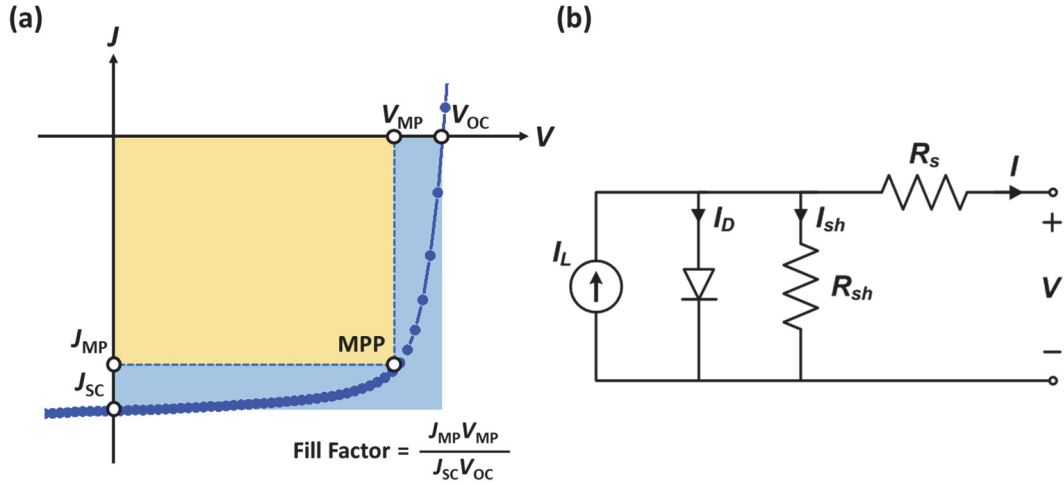 (a)
J
V_MP
V_OC
V
J_MP
MPP
J_SC
Fill Factor = J_MP V_MP / J_SC V_OC
(b)
R_s
I
I_D
I_sh
+
I_L
R_sh
V
−